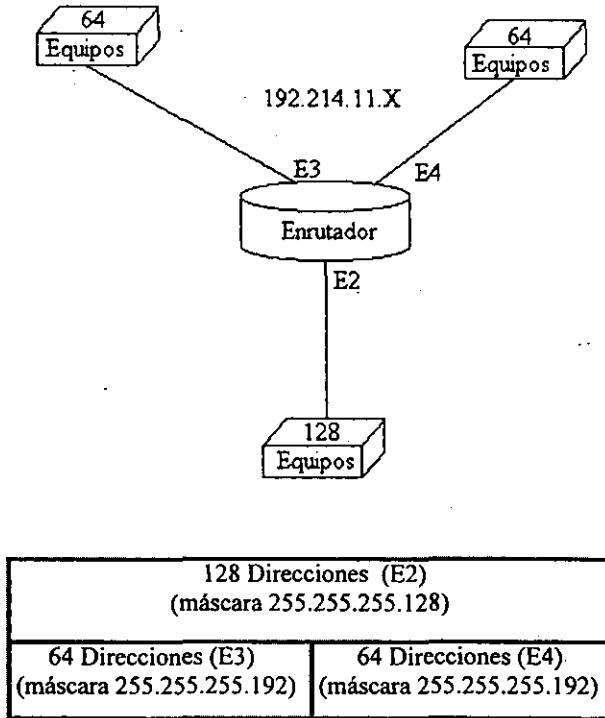 64
Equipos
64
Equipos
192.214.11.X
E3
E4
Enrutador
E2
128
Equipos
128 Direcciones (E2)
(máscara 255.255.255.128)
64 Direcciones (E3)
(máscara 255.255.255.192)
64 Direcciones (E4)
(máscara 255.255.255.192)